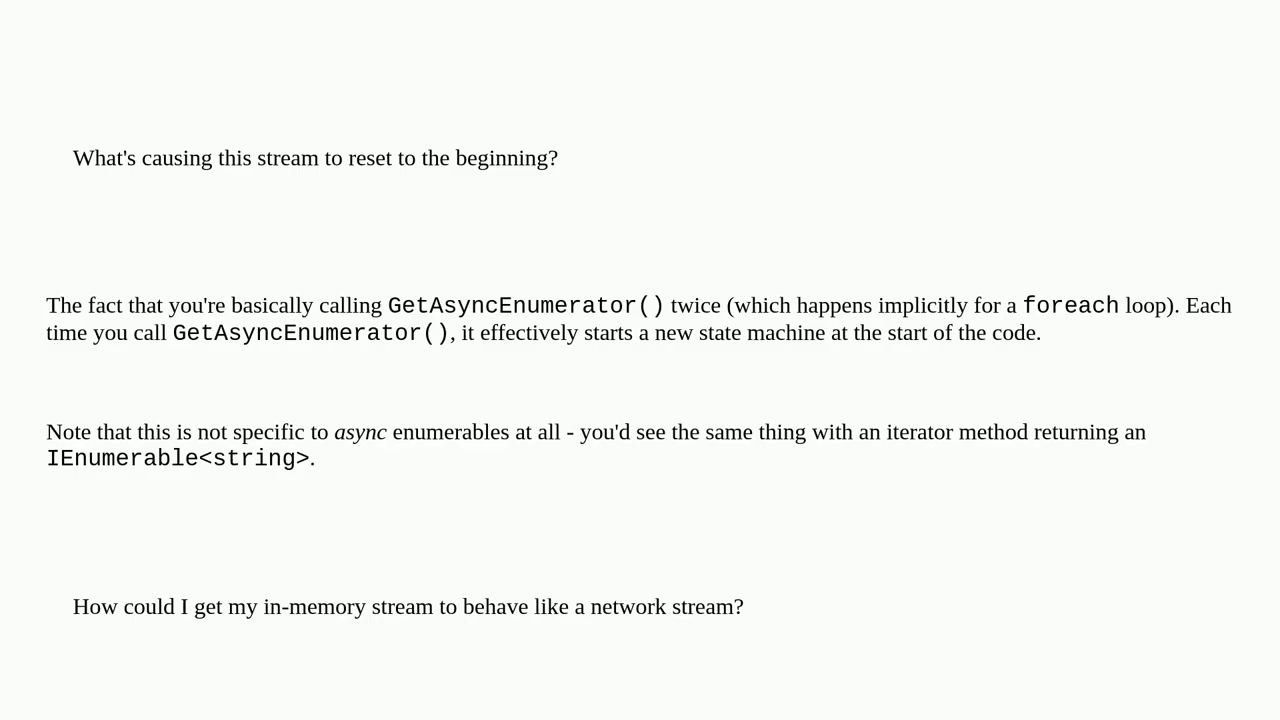 What's causing this stream to reset to the beginning?
The fact that you're basically calling GetAsyncEnumerator() twice (which happens implicitly for a foreach loop). Each
time you call GetAsyncEnumerator(), it effectively starts a new state machine at the start of the code.
Note that this is not specific to async enumerables at all - you'd see the same thing with an iterator method returning an
IEnumerable<string>.
How could I get my in-memory stream to behave like a network stream?